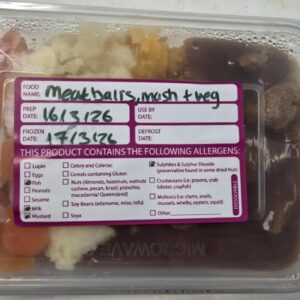 FOOD NAME: Meatballs, mash + veg
PREP DATE: 16/3/26 USE BY DATE:
FROZEN DATE: 17/3/26 DEFROST DATE:
THIS PRODUCT CONTAINS THE FOLLOWING ALLERGENS:
Lupin
Eggs
Fish
Peanuts
Sesame
Milk
Mustard
Celery and Celeriac
Cereals containing Gluten
Nuts (Almonds, hazelnuts, walnuts
cashew, pecan, brazil, pistachio,
macadamia/ Queensland)
Soy Beans (edamame, miso, tofu)
Soya
Sulphites & Sulphur Dioxide
(preservative found in some dried fruit)
Crustaceans (i.e. prawns, crab
lobster, crayfish)
Molluscs (i.e. clams, snails,
mussels, whelks, oysters, squid)
Other
DISSOLVABLE
MICROWAVE